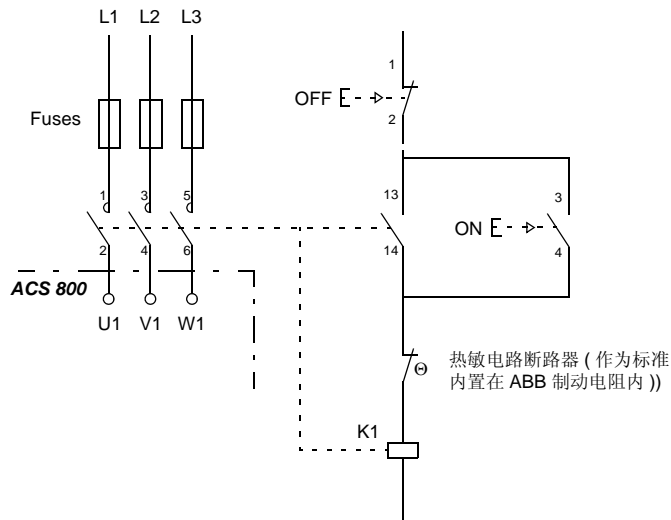 L1 L2 L3
Fuses
1 3 5
2 4 6
ACS 800
U1 V1 W1
1
OFF
2
13
14
3
ON
4
Θ
热敏电路断路器 ( 作为标准
内置在 ABB 制动电阻内 ))
K1